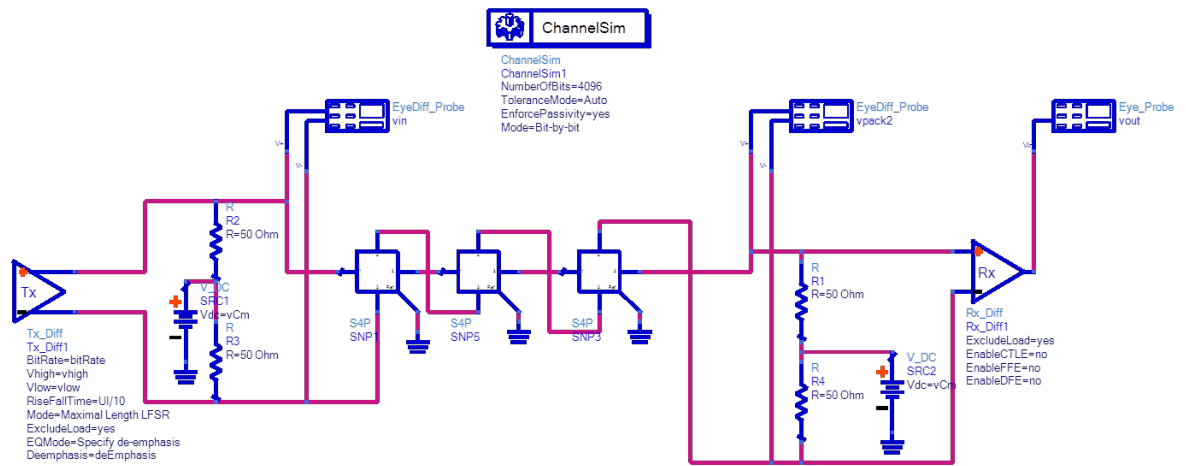 ChannelSim
ChannelSim
ChannelSim1
NumberOfBits=4096
ToleranceMode=Auto
EnforcePassivity=yes
Mode=Bit-by-bit
EyeDiff_Probe
vin
EyeDiff_Probe
vpack2
Eye_Probe
vout
V+
V-
V+
V-
R
R2
R=50 Ohm
V_DC
SRC1
Vdc=vCm
R
R3
R=50 Ohm
Tx
Tx_Diff
Tx_Diff1
BitRate=bitRate
Vhigh=vhigh
Vlow=vlow
RiseFallTime=UI/10
Mode=Maximal Length LFSR
ExcludeLoad=yes
EQMode=Specify de-emphasis
Deemphasis=deEmphasis
S4P
SNP1
S4P
SNP5
S4P
SNP3
R
R1
R=50 Ohm
R
R4
R=50 Ohm
V_DC
SRC2
Vdc=vCm
Rx
Rx_Diff
Rx_Diff1
ExcludeLoad=yes
EnableCTLE=no
EnableFFE=no
EnableDFE=no